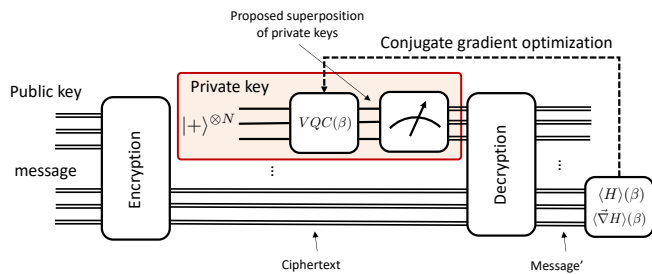 Proposed superposition
of private keys
Conjugate gradient optimization
Public key
Private key
|+⟩⊗N
VQC(β)
message
Encryption
Decryption
...
...
⟨H⟩(β)
⟨∇⃗H⟩(β)
Ciphertext
Message'